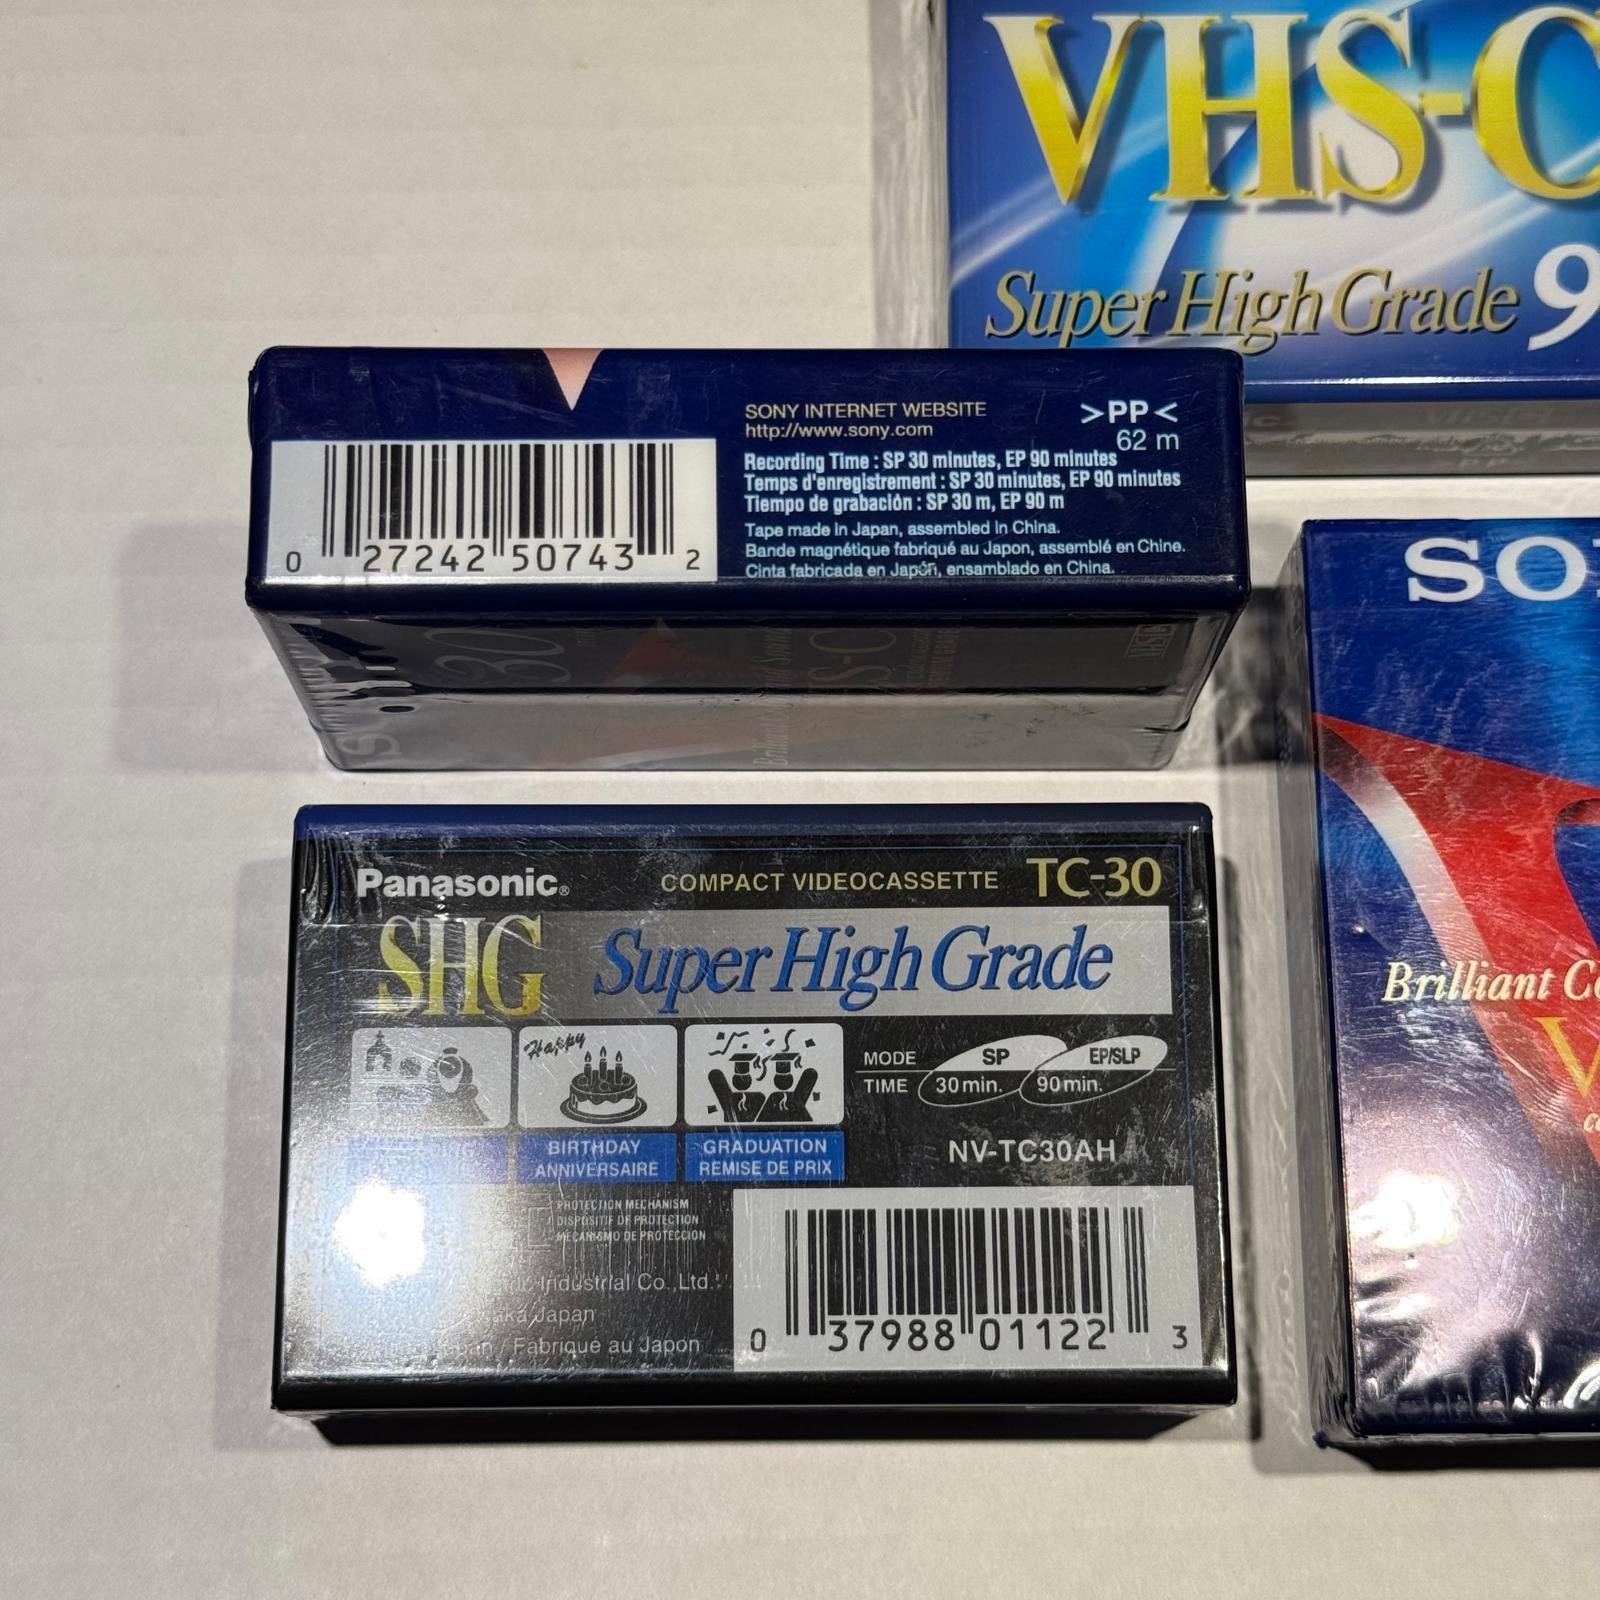 VHS-C
Super High Grade 9
SONY INTERNET WEBSITE
http://www.sony.com
>PP<
62 m
Recording Time : SP 30 minutes, EP 90 minutes
Temps d'enregistrement : SP 30 minutes, EP 90 minutes
Tiempo de grabación : SP 30 m, EP 90 m
Tape made in Japan, assembled in China.
Bande magnétique fabriqué au Japon, assemblé en Chine.
Cinta fabricada en Japón, ensamblado en China.
0 27242 50743 2
30
Brilliant
Sound
SO
Brilliant
V
Panasonic®
COMPACT VIDEOCASSETTE TC-30
SHG Super High Grade
Happy
MODE SP EP/SLP
TIME 30min. 90min.
BIRTHDAY
ANNIVERSAIRE
GRADUATION
REMISE DE PRIX
NV-TC30AH
PROTECTION MECHANISM
DISPOSITIF DE PROTECTION
MECANISMO DE PROTECCION
Industrial Co., Ltd.
Japan
/ Fabriqué au Japon
0 37988 01122 3